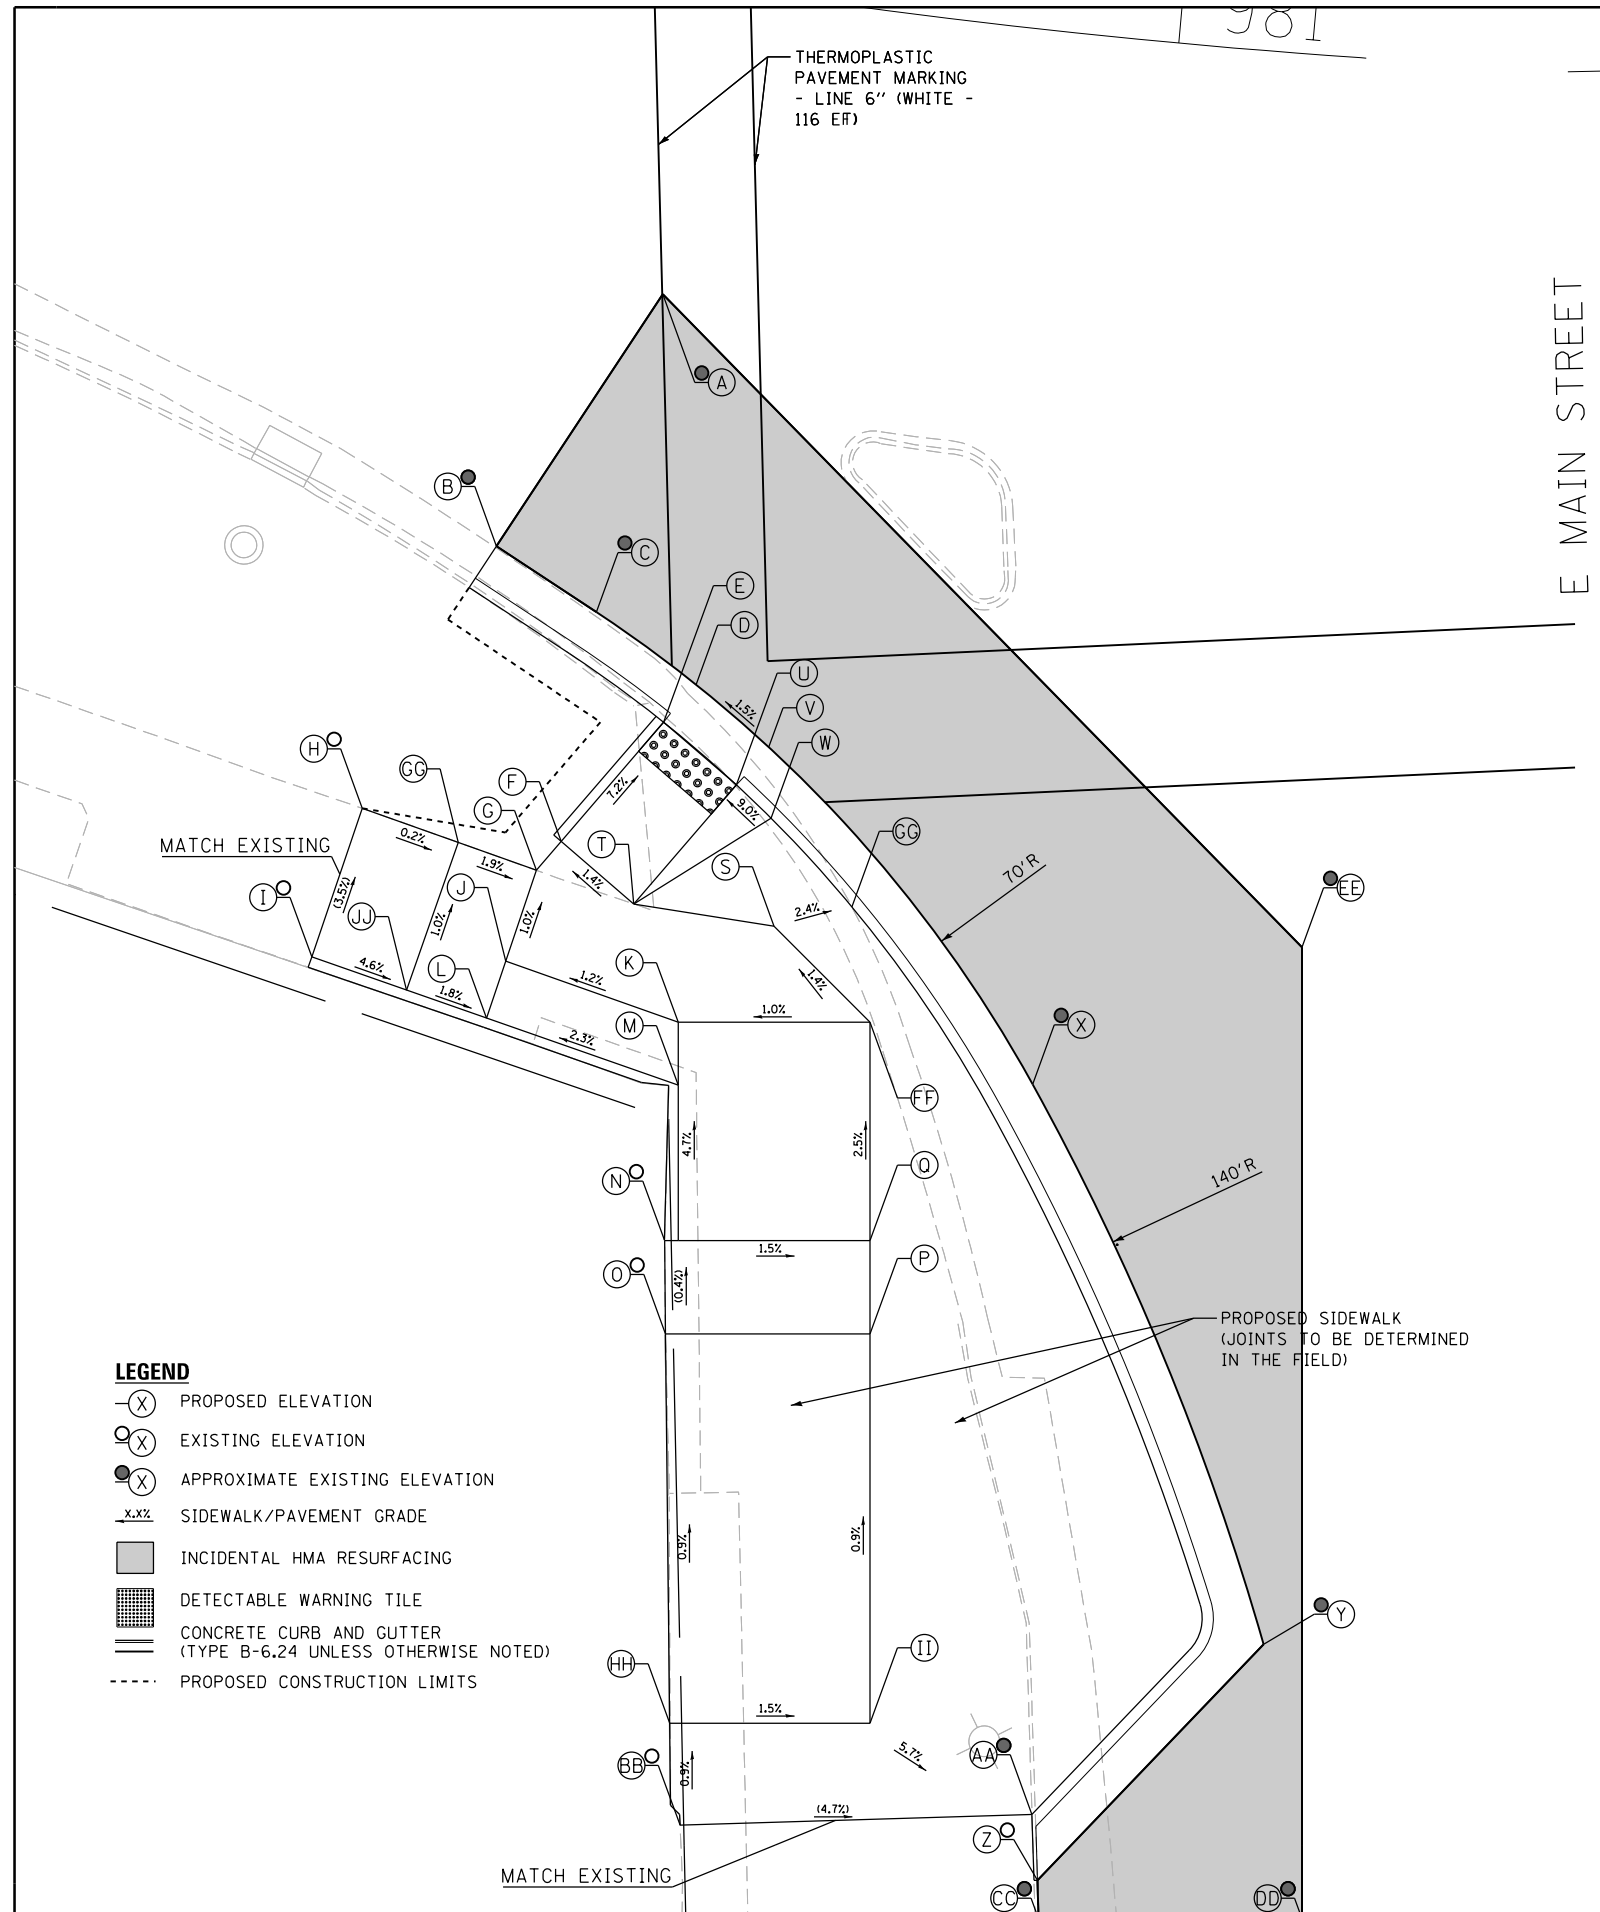 981
THERMOPLASTIC
PAVEMENT MARKING
- LINE 6" (WHITE -
116
E MAIN STREET
A
B
C
E
D
U
1.5%
V
W
H
GG
F
7.2%
9.0%
G
0.2%
MATCH EXISTING
T
GG
1.9%
S
70'R
1.4%
J
I
(3.5%)
EE
JJ
1.0%
1.0%
2.4%
4.6%
L
K
1.2%
1.4%
1.8%
1.0%
M
X
2.3%
FF
4.7%
2.5%
N
Q
140'R
1.5%
O
P
(0.4%)
PROPOSED SIDEWALK
(JOINTS TO BE DETERMINED
IN THE FIELD)
LEGEND
X PROPOSED ELEVATION
X EXISTING ELEVATION
X APPROXIMATE EXISTING ELEVATION
X.X% SIDEWALK/PAVEMENT GRADE
INCIDENTAL HMA RESURFACING
DETECTABLE WARNING TILE
CONCRETE CURB AND GUTTER
(TYPE B-6.24 UNLESS OTHERWISE NOTED)
PROPOSED CONSTRUCTION LIMITS
0.9%
0.9%
Y
HH
II
1.5%
5.7%
AA
BB
0.9%
(4.7%)
Z
MATCH EXISTING
CC
DD